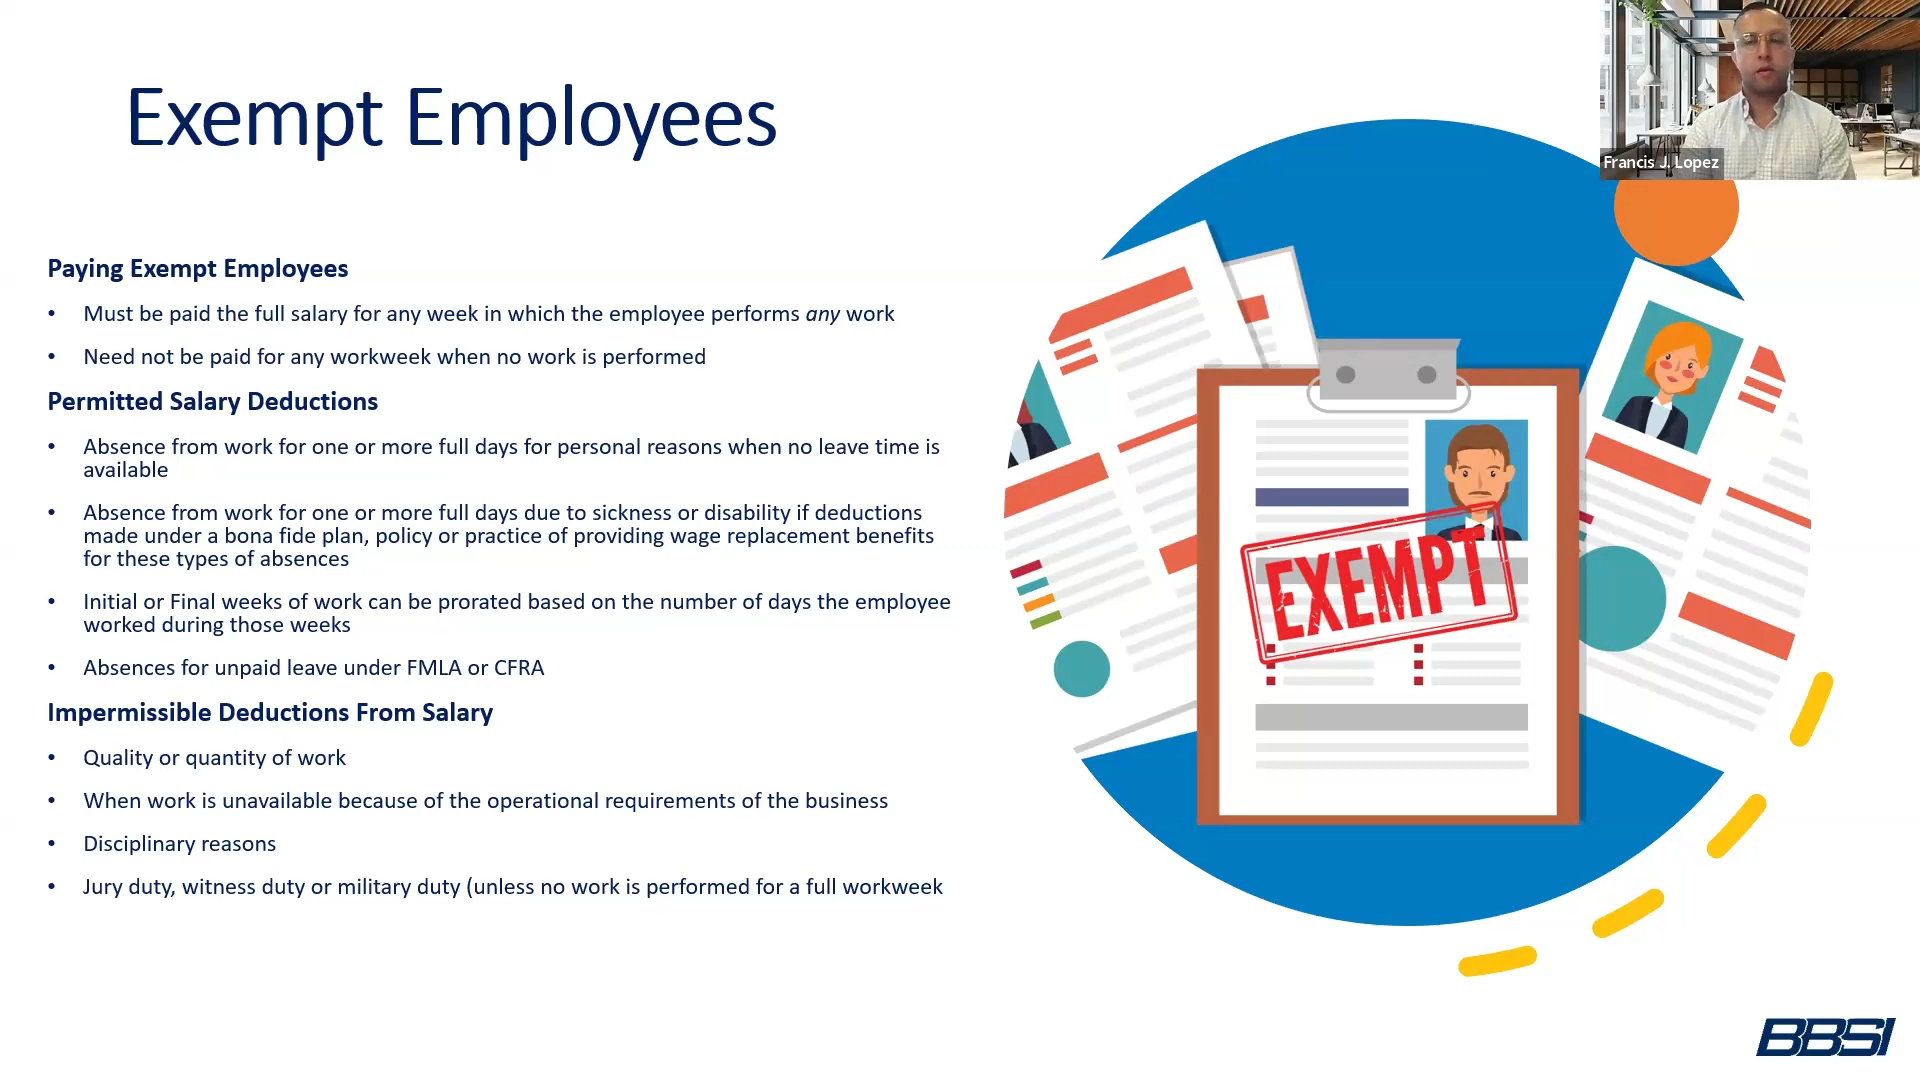 Exempt Employees
Francis J. Lopez
Paying Exempt Employees
• Must be paid the full salary for any week in which the employee performs any work
• Need not be paid for any workweek when no work is performed
Permitted Salary Deductions
• Absence from work for one or more full days for personal reasons when no leave time is
available
• Absence from work for one or more full days due to sickness or disability if deductions
made under a bona fide plan, policy or practice of providing wage replacement benefits
for these types of absences
• Initial or Final weeks of work can be prorated based on the number of days the employee
worked during those weeks
• Absences for unpaid leave under FMLA or CFRA
Impermissible Deductions From Salary
• Quality or quantity of work
• When work is unavailable because of the operational requirements of the business
• Disciplinary reasons
• Jury duty, witness duty or military duty (unless no work is performed for a full workweek
EXEMPT
BBSI